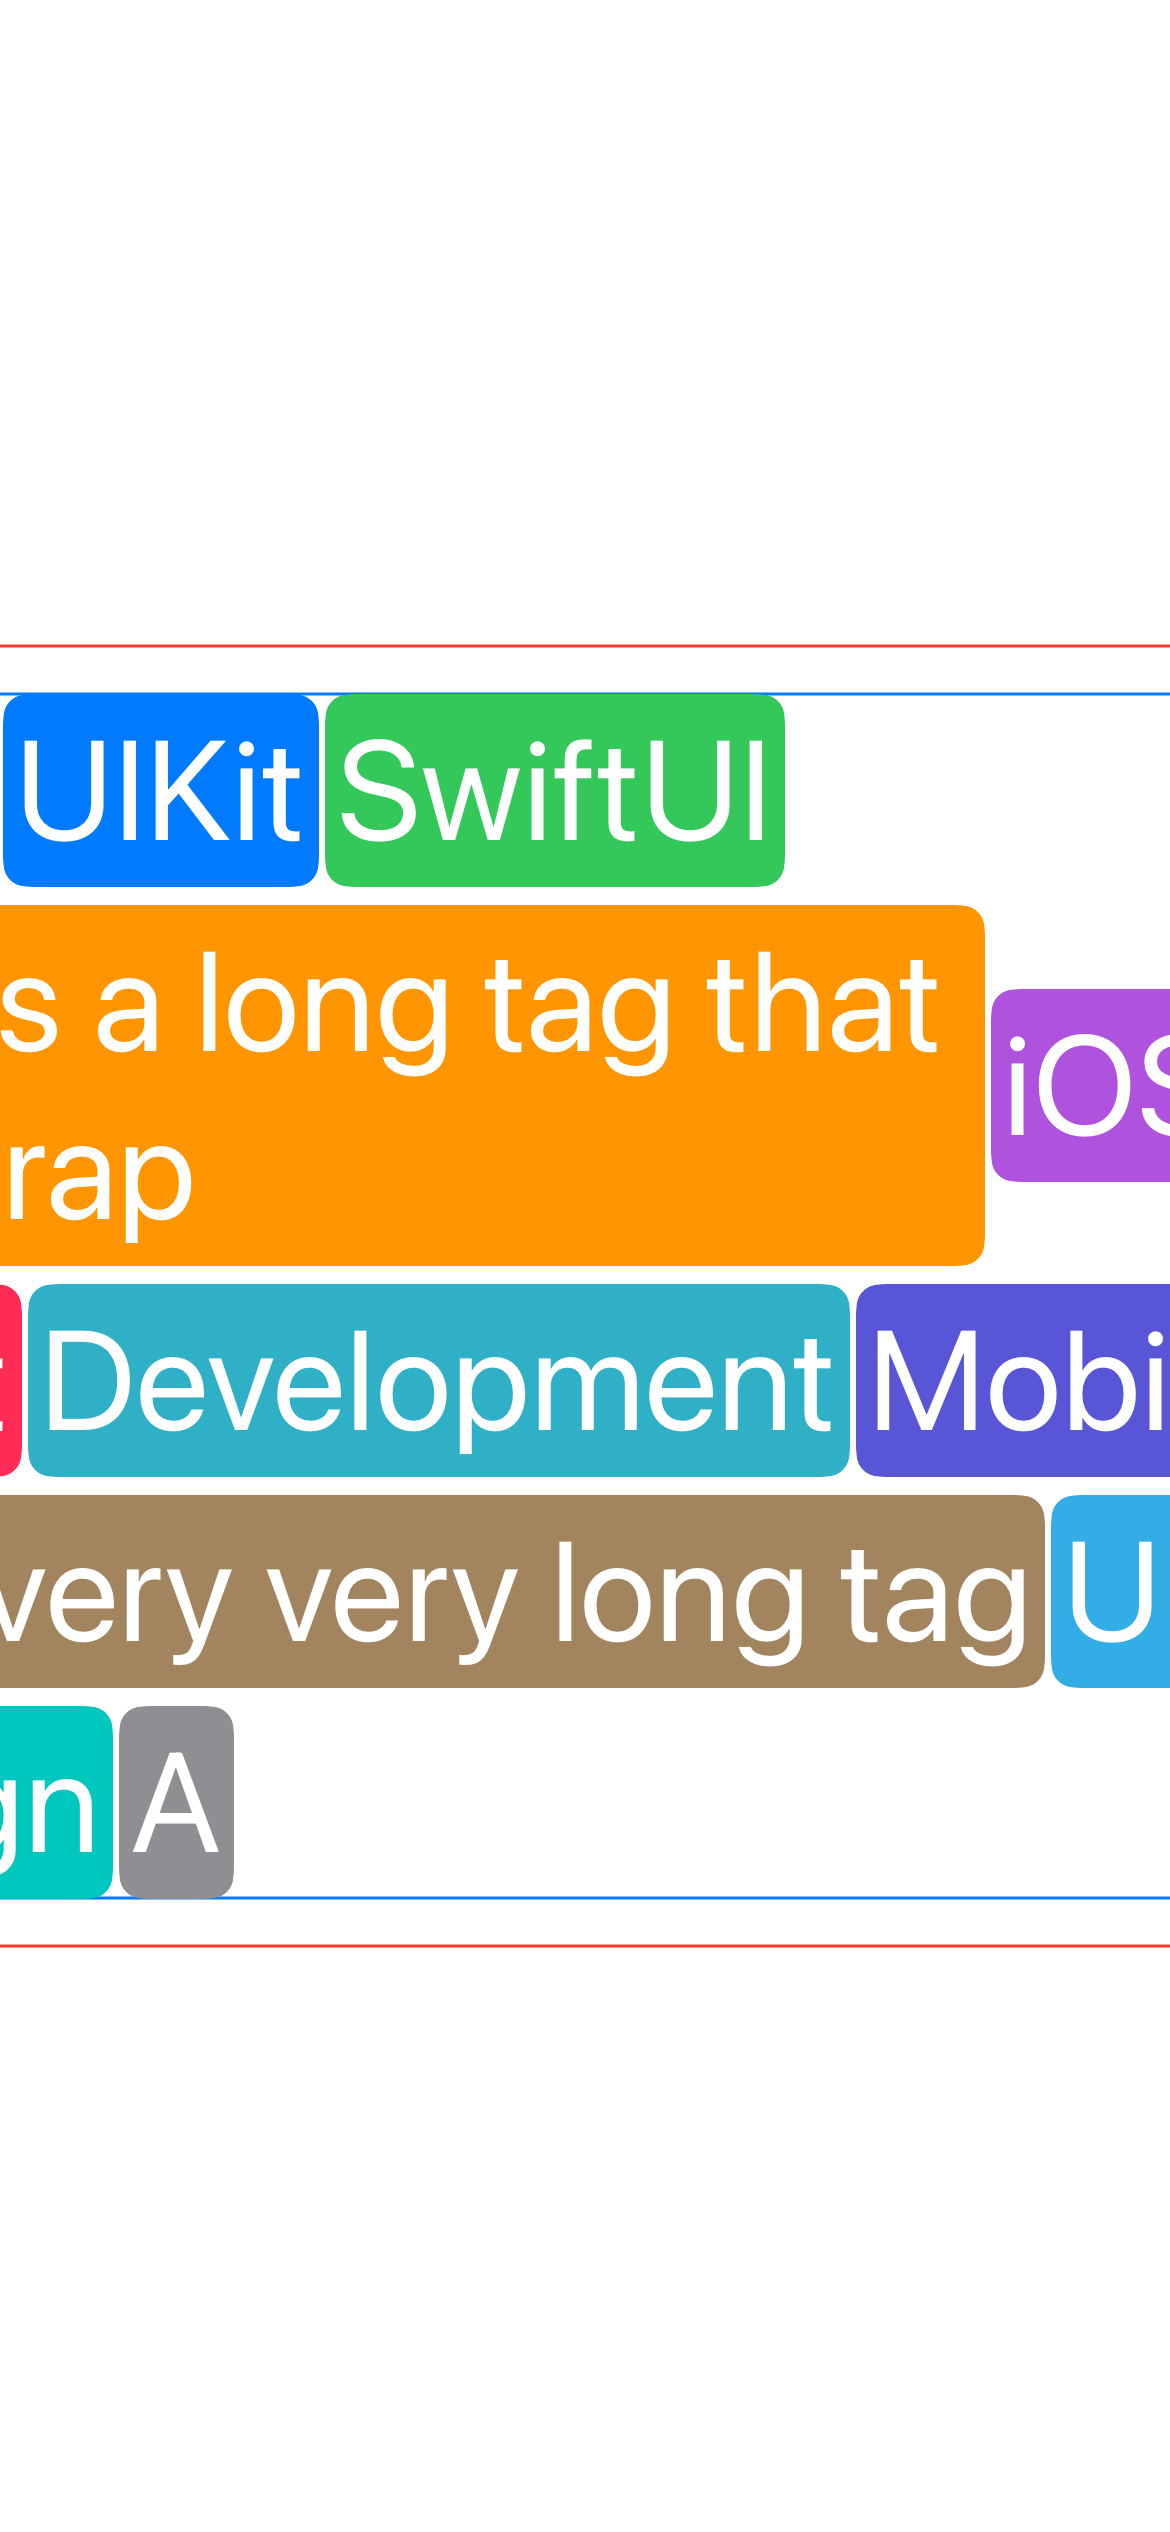 UIKit SwiftUI
s a long tag that
rap
iOS
t Development Mobi
very very long tag U
gn A